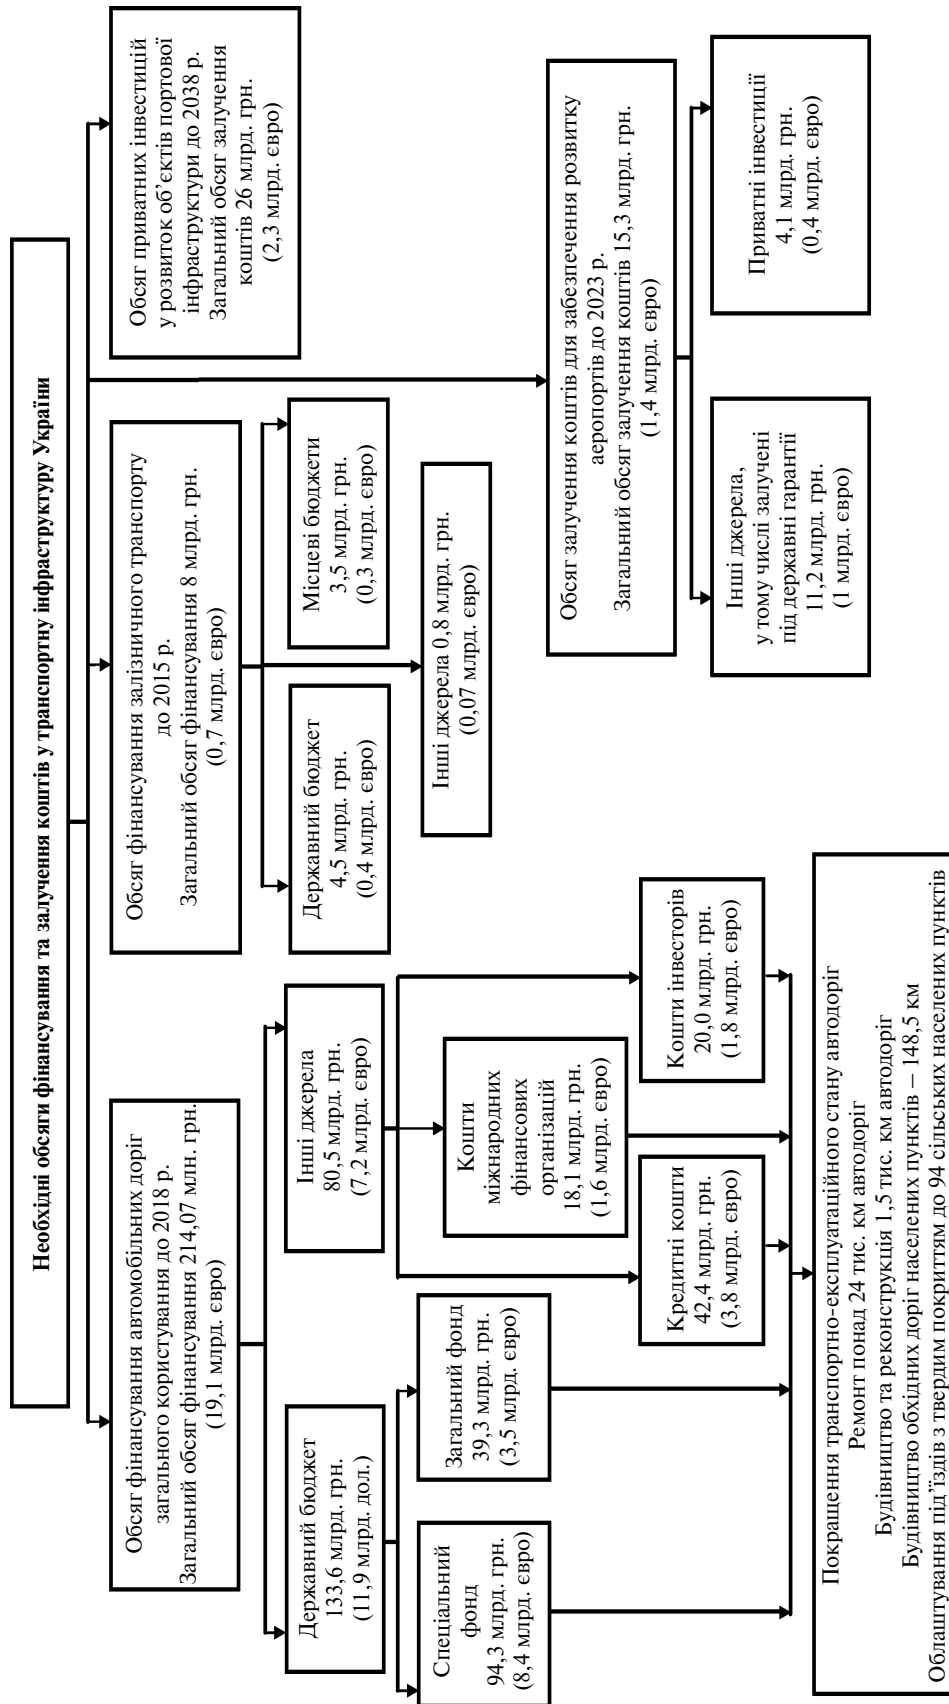 Необхідні обсяги фінансування та залучення коштів у транспортну інфраструктуру України
Обсяг фінансування автомобільних доріг
загального користування до 2018 р.
Загальний обсяг фінансування 214,07 млн. грн.
(19,1 млрд. євро)
Державний бюджет
133,6 млрд. грн.
(11,9 млрд. дол.)
Спеціальний
фонд
94,3 млрд. грн.
(8,4 млрд. євро)
Загальний фонд
39,3 млрд. грн.
(3,5 млрд. євро)
Інші джерела
80,5 млрд. грн.
(7,2 млрд. євро)
Кредитні кошти
42,4 млрд. грн.
(3,8 млрд. євро)
Кошти
міжнародних
фінансових
організацій
18,1 млрд. грн.
(1,6 млрд. євро)
Кошти інвесторів
20,0 млрд. грн.
(1,8 млрд. євро)
Покращення транспортно-експлуатаційного стану автодоріг
Ремонт понад 24 тис. км автодоріг
Будівництво та реконструкція 1,5 тис. км автодоріг
Будівництво обхідних доріг населених пунктів – 148,5 км
Облаштування під’їздів з твердим покриттям до 94 сільських населених пунктів
Обсяг фінансування залізничного транспорту
до 2015 р.
Загальний обсяг фінансування 8 млрд. грн.
(0,7 млрд. євро)
Державний бюджет
4,5 млрд. грн.
(0,4 млрд. євро)
Місцеві бюджети
3,5 млрд. грн.
(0,3 млрд. євро)
Інші джерела 0,8 млрд. грн.
(0,07 млрд. євро)
Обсяг приватних інвестицій
у розвиток об’єктів портової
інфраструктури до 2038 р.
Загальний обсяг залучення
коштів 26 млрд. грн.
(2,3 млрд. євро)
Обсяг залучення коштів для забезпечення розвитку
аеропортів до 2023 р.
Загальний обсяг залучення коштів 15,3 млрд. грн.
(1,4 млрд. євро)
Інші джерела,
у тому числі залучені
під державні гарантії
11,2 млрд. грн.
(1 млрд. євро)
Приватні інвестиції
4,1 млрд. грн.
(0,4 млрд. євро)